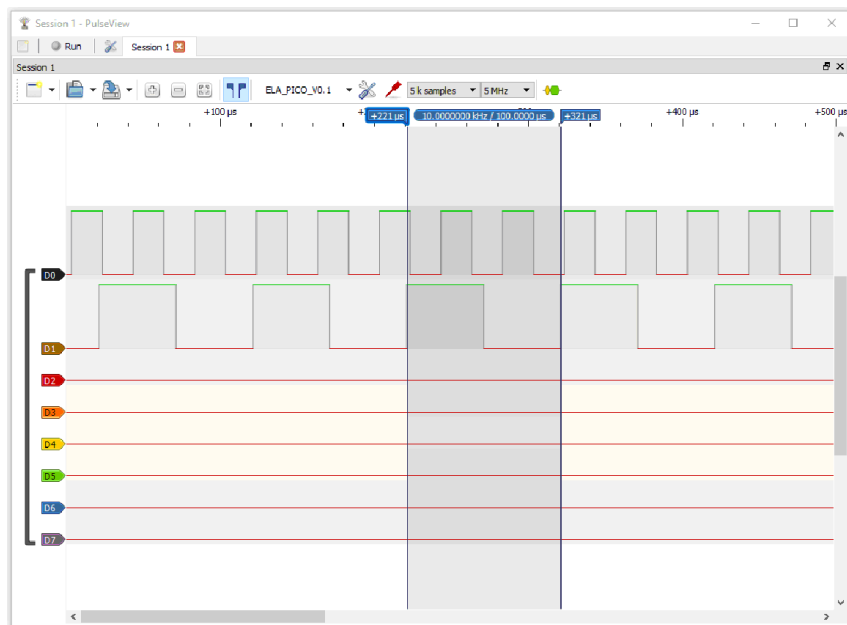 Session 1 - PulseView
Run
Session 1
Session 1
ELA_PICO_V0.1
5 k samples
5 MHz
+100 µs
+221 µs
10.0000000 kHz / 100.0000 µs
+321 µs
+400 µs
+500 µs
D0
D1
D2
D3
D4
D5
D6
D7